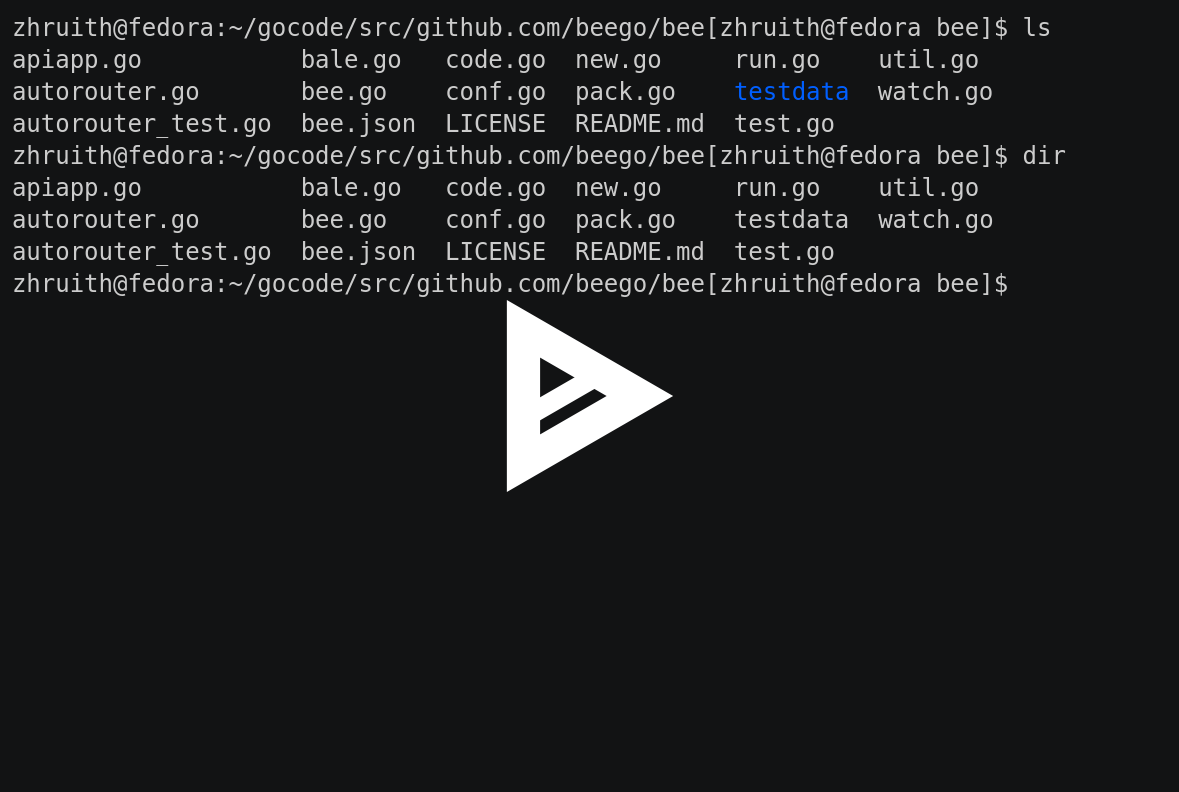 zhruith@fedora:~/gocode/src/github.com/beego/bee[zhruith@fedora bee]$ ls
apiapp.go           bale.go   code.go  new.go     run.go    util.go
autorouter.go       bee.go    conf.go  pack.go    testdata  watch.go
autorouter_test.go  bee.json  LICENSE  README.md  test.go
zhruith@fedora:~/gocode/src/github.com/beego/bee[zhruith@fedora bee]$ dir
apiapp.go           bale.go   code.go  new.go     run.go    util.go
autorouter.go       bee.go    conf.go  pack.go    testdata  watch.go
autorouter_test.go  bee.json  LICENSE  README.md  test.go
zhruith@fedora:~/gocode/src/github.com/beego/bee[zhruith@fedora bee]$